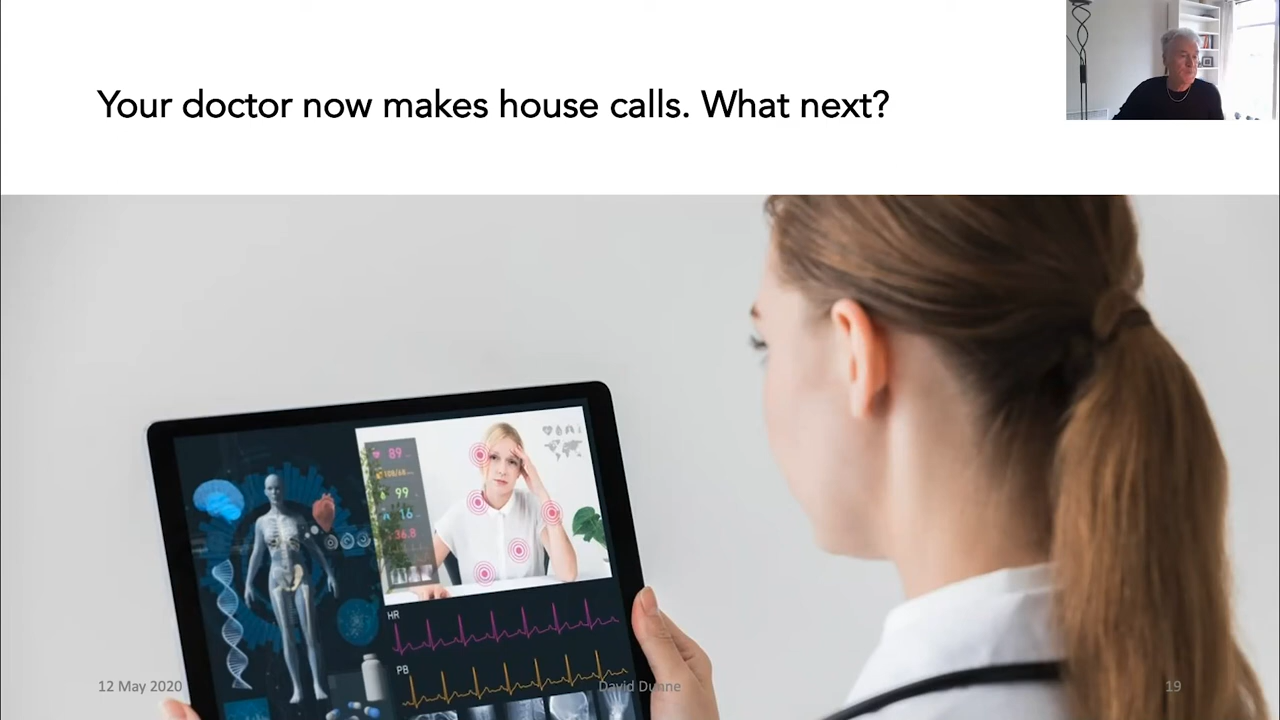 Your doctor now makes house calls. What next?
89
99
16
36.8
HR
PB
12 May 2020
David Dunne
19